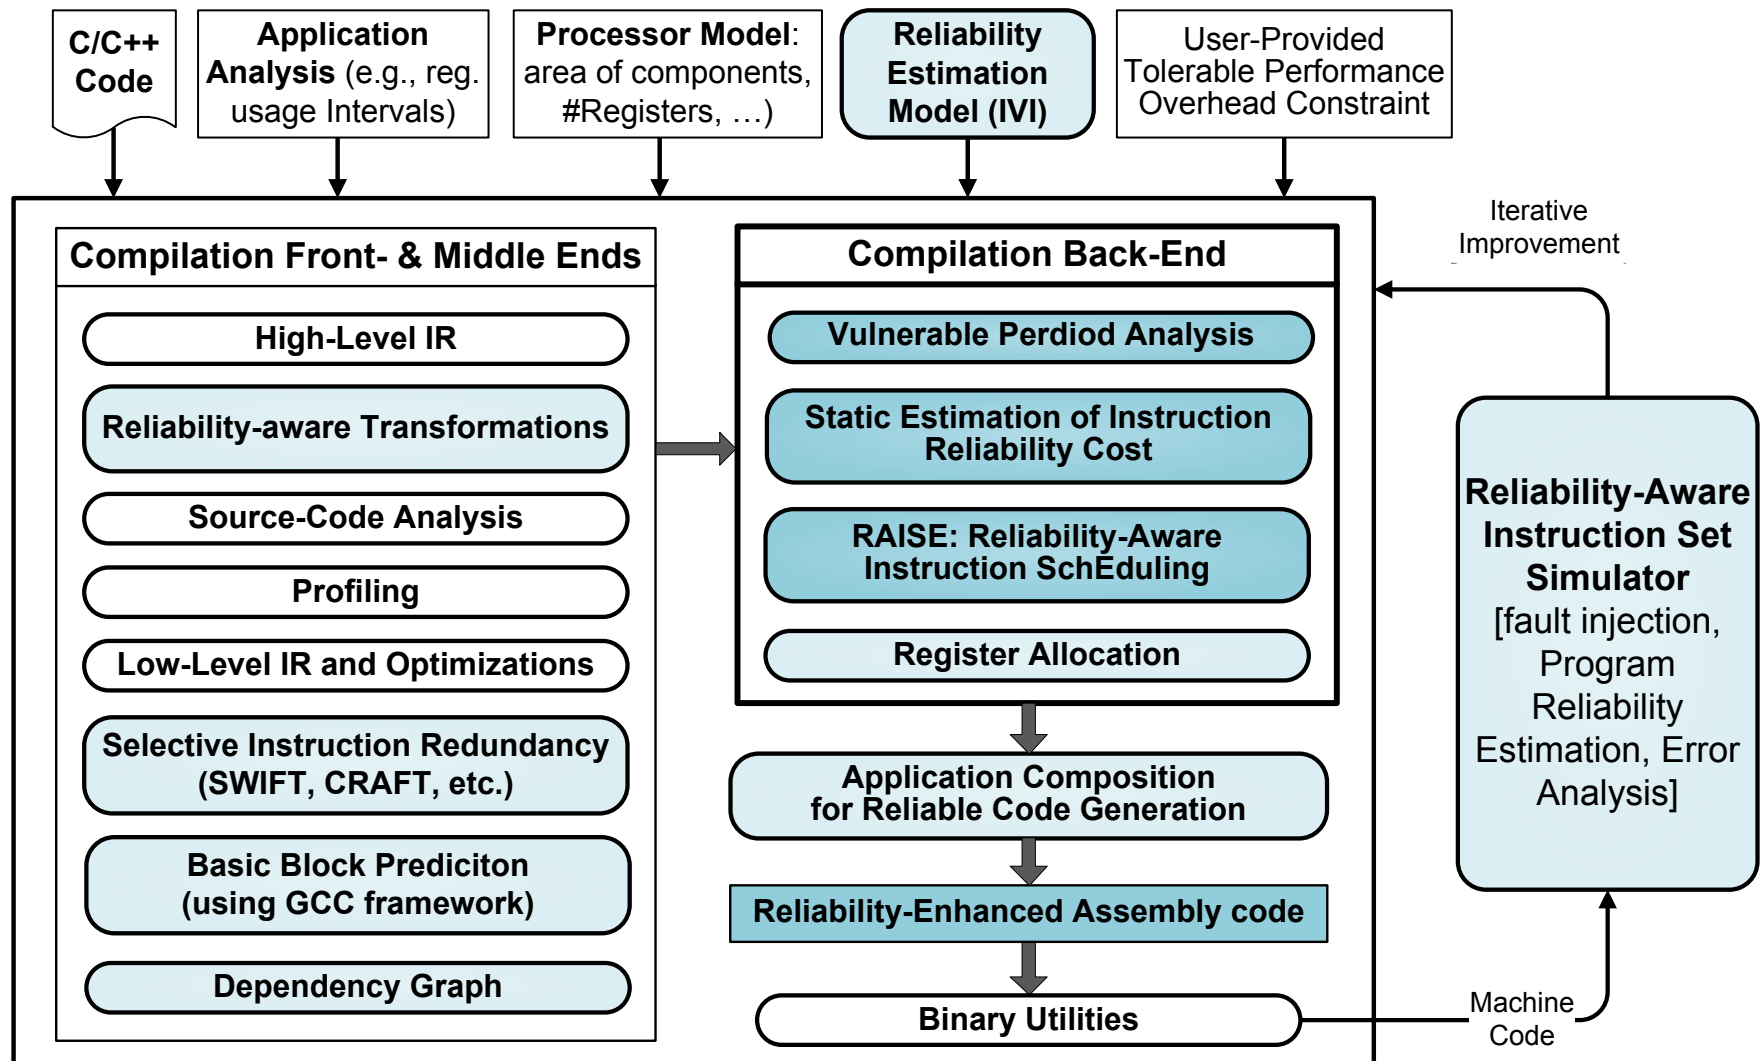 C/C++
Code
Application
Analysis (e.g., reg.
usage Intervals)
Processor Model:
area of components,
#Registers, …)
Reliability
Estimation
Model (IVI)
User-Provided
Tolerable Performance
Overhead Constraint
Compilation Front- & Middle Ends
High-Level IR
Reliability-aware Transformations
Source-Code Analysis
Profiling
Low-Level IR and Optimizations
Selective Instruction Redundancy
(SWIFT, CRAFT, etc.)
Basic Block Prediciton
(using GCC framework)
Dependency Graph
Compilation Back-End
Vulnerable Perdiod Analysis
Static Estimation of Instruction
Reliability Cost
RAISE: Reliability-Aware
Instruction SchEduling
Register Allocation
Application Composition
for Reliable Code Generation
Reliability-Enhanced Assembly code
Binary Utilities
Iterative
Improvement
Reliability-Aware
Instruction Set
Simulator
[fault injection,
Program
Reliability
Estimation, Error
Analysis]
Machine
Code